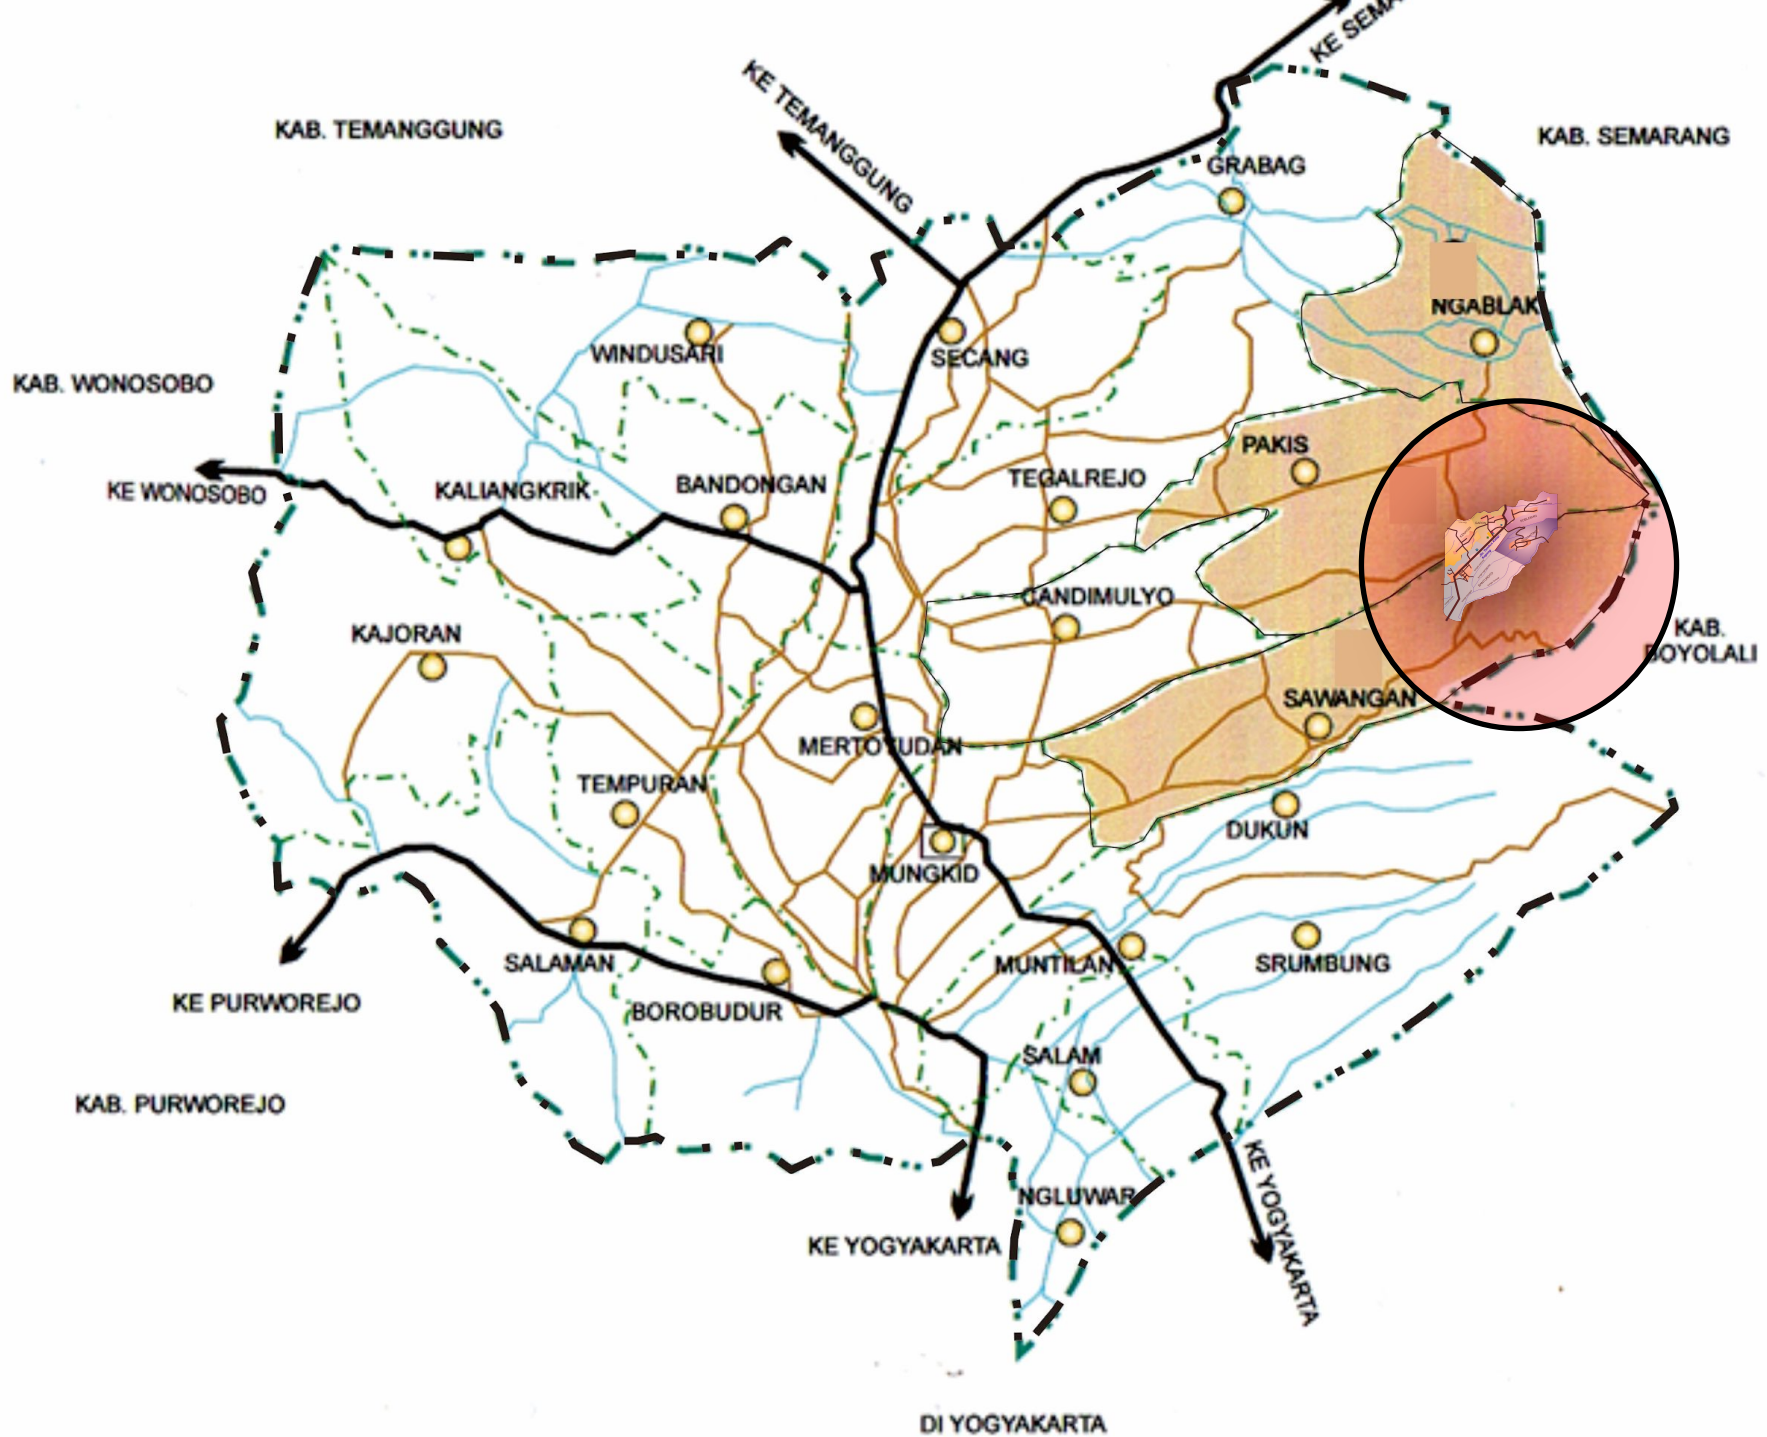 KE SEMA
KE TEMANGGUNG
KAB. TEMANGGUNG
KAB. SEMARANG
GRABAG
NGABLAK
WINDUSARI
SECANG
KAB. WONOSOBO
PAKIS
KE WONOSOBO
KALIANGKRIK
BANDONGAN
TEGALREJO
CANDIMULYO
KAJORAN
KAB.
BOYOLALI
SAWANGAN
MERTOYUDAN
TEMPURAN
DUKUN
MUNGKID
SALAMAN
MUNTILAN
SRUMBUNG
KE PURWOREJO
BOROBUDUR
SALAM
KAB. PURWOREJO
NGLUWAR
KE YOGYAKARTA
KE YOGYAKARTA
DI YOGYAKARTA